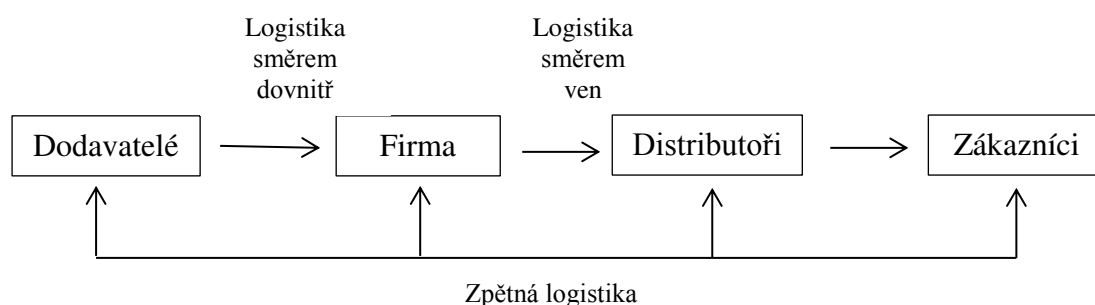 Logistika
směrem
dovnitř
Logistika
směrem
ven
Dodavatelé
Firma
Distributoři
Zákazníci
Zpětná logistika